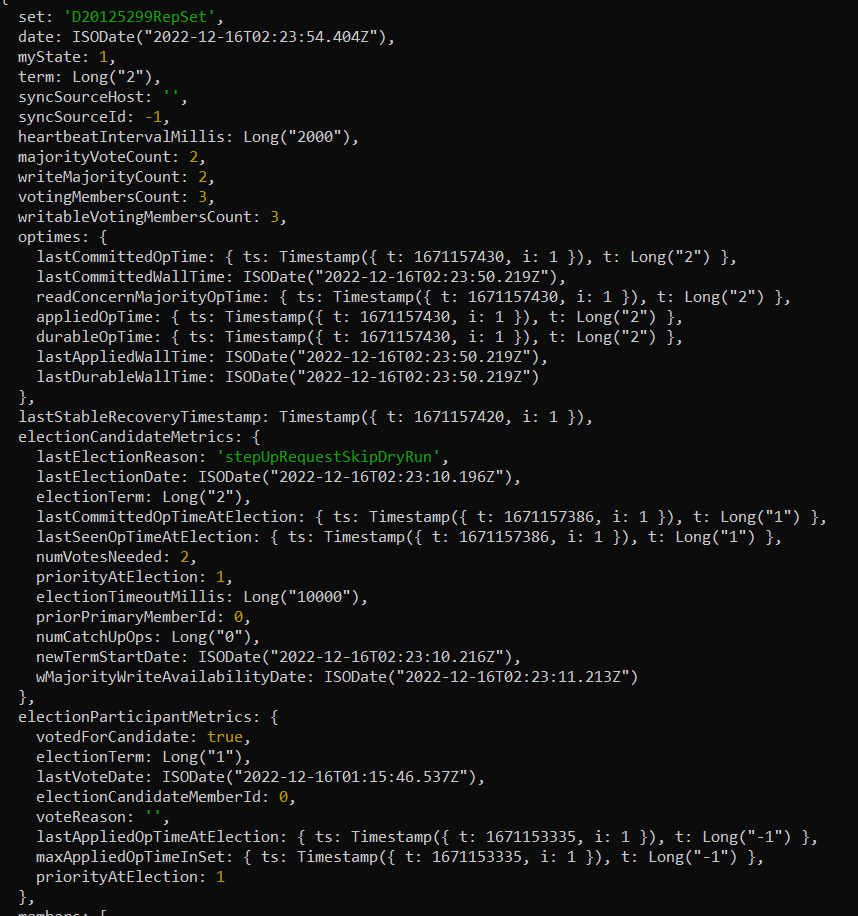 {
set: 'D20125299RepSet',
date: ISODate("2022-12-16T02:23:54.404Z"),
myState: 1,
term: Long("2"),
syncSourceHost: '',
syncSourceId: -1,
heartbeatIntervalMillis: Long("2000"),
majorityVoteCount: 2,
writeMajorityCount: 2,
votingMembersCount: 3,
writableVotingMembersCount: 3,
optimes: {
lastCommittedOpTime: { ts: Timestamp({ t: 1671157430, i: 1 }), t: Long("2") },
lastCommittedWallTime: ISODate("2022-12-16T02:23:50.219Z"),
readConcernMajorityOpTime: { ts: Timestamp({ t: 1671157430, i: 1 }), t: Long("2") },
appliedOpTime: { ts: Timestamp({ t: 1671157430, i: 1 }), t: Long("2") },
durableOpTime: { ts: Timestamp({ t: 1671157430, i: 1 }), t: Long("2") },
lastAppliedWallTime: ISODate("2022-12-16T02:23:50.219Z"),
lastDurableWallTime: ISODate("2022-12-16T02:23:50.219Z")
},
lastStableRecoveryTimestamp: Timestamp({ t: 1671157420, i: 1 }),
electionCandidateMetrics: {
lastElectionReason: 'stepUpRequestSkipDryRun',
lastElectionDate: ISODate("2022-12-16T02:23:10.196Z"),
electionTerm: Long("2"),
lastCommittedOpTimeAtElection: { ts: Timestamp({ t: 1671157386, i: 1 }), t: Long("1") },
lastSeenOpTimeAtElection: { ts: Timestamp({ t: 1671157386, i: 1 }), t: Long("1") },
numVotesNeeded: 2,
priorityAtElection: 1,
electionTimeoutMillis: Long("10000"),
priorPrimaryMemberId: 0,
numCatchUpOps: Long("0"),
newTermStartDate: ISODate("2022-12-16T02:23:10.216Z"),
wMajorityWriteAvailabilityDate: ISODate("2022-12-16T02:23:11.213Z")
},
electionParticipantMetrics: {
votedForCandidate: true,
electionTerm: Long("1"),
lastVoteDate: ISODate("2022-12-16T01:15:46.537Z"),
electionCandidateMemberId: 0,
voteReason: '',
lastAppliedOpTimeAtElection: { ts: Timestamp({ t: 1671153335, i: 1 }), t: Long("-1") },
maxAppliedOpTimeInSet: { ts: Timestamp({ t: 1671153335, i: 1 }), t: Long("-1") },
priorityAtElection: 1
},
members: [